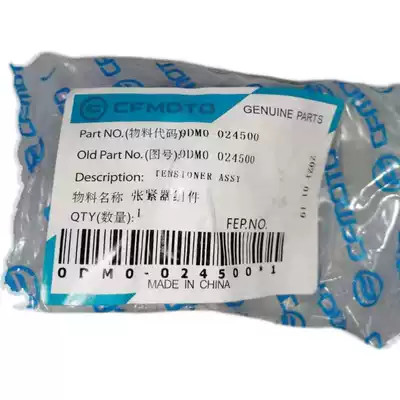 CFMOTO
GENUINE PARTS
Part NO.(物料代码)0DM0 024500
Old Part No.(图号)0DM0 024500
Description: TENSIONER ASSY
物料名称 张紧器组件
QTY(数量): 1
FEP.NO.
0DM0-024500*1
MADE IN CHINA
CFMOTO